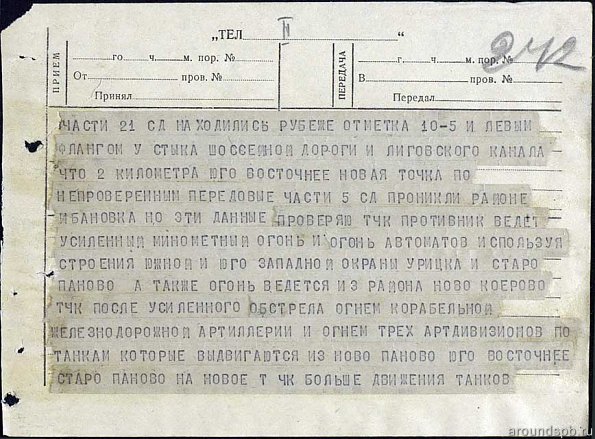 „ТЕЛ III “
242
ПРИЕМ
го ч. м. пор. №
От пров. №
Принял
ПЕРЕДАЧА
г. ч. м. пор. №
В пров. №
Передал
ЧАСТИ 21 СД НАХОДИЛИСЬ РУБЕЖЕ ОТМЕТКА 10-5 И ЛЕВЫМ
ФЛАНГОМ У СТЫКА ШОССЕЙНОЙ ДОРОГИ И ЛИГОВСКОГО КАНАЛА
ЧТО 2 КИЛОМЕТРА ЮГО ВОСТОЧНЕЕ НОВАЯ ТОЧКА ПО
НЕПРОВЕРЕННЫМ ПЕРЕДОВЫЕ ЧАСТИ 5 СД ПРОНИКЛИ РАЙОНЕ
ИВАНОВКА НО ЭТИ ДАННЫЕ ПРОВЕРЯЮ ТЧК ПРОТИВНИК ВЕДЕТ
УСИЛЕННЫЙ МИНОМЕТНЫЙ ОГОНЬ И ОГОНЬ АВТОМАТОВ ИСПОЛЬЗУЯ
СТРОЕНИЯ ЮЖНОЙ И ЮГО ЗАПАДНОЙ ОКРАНЫ УРИЦКА И СТАРО
ПАНОВО А ТАКЖЕ ОГОНЬ ВЕДЕТСЯ ИЗ РАЙОНА НОВО КОЕРОВО
ТЧК ПОСЛЕ УСИЛЕННОГО ОБСТРЕЛА ОГНЕМ КОРАБЕЛЬНОЙ
ЖЕЛЕЗНОДОРОЖНОЙ АРТИЛЛЕРИИ И ОГНЕМ ТРЕХ АРТДИВИЗИОНОВ ПО
ТАНКАМ КОТОРЫЕ ВЫДВИГАЮТСЯ ИЗ НОВО ПАНОВО ЮГО ВОСТОЧНЕЕ
СТАРО ПАНОВО НА НОВОЕ Т ЧК БОЛЬШЕ ДВИЖЕНИЯ ТАНКОВ
aroundspb.ru